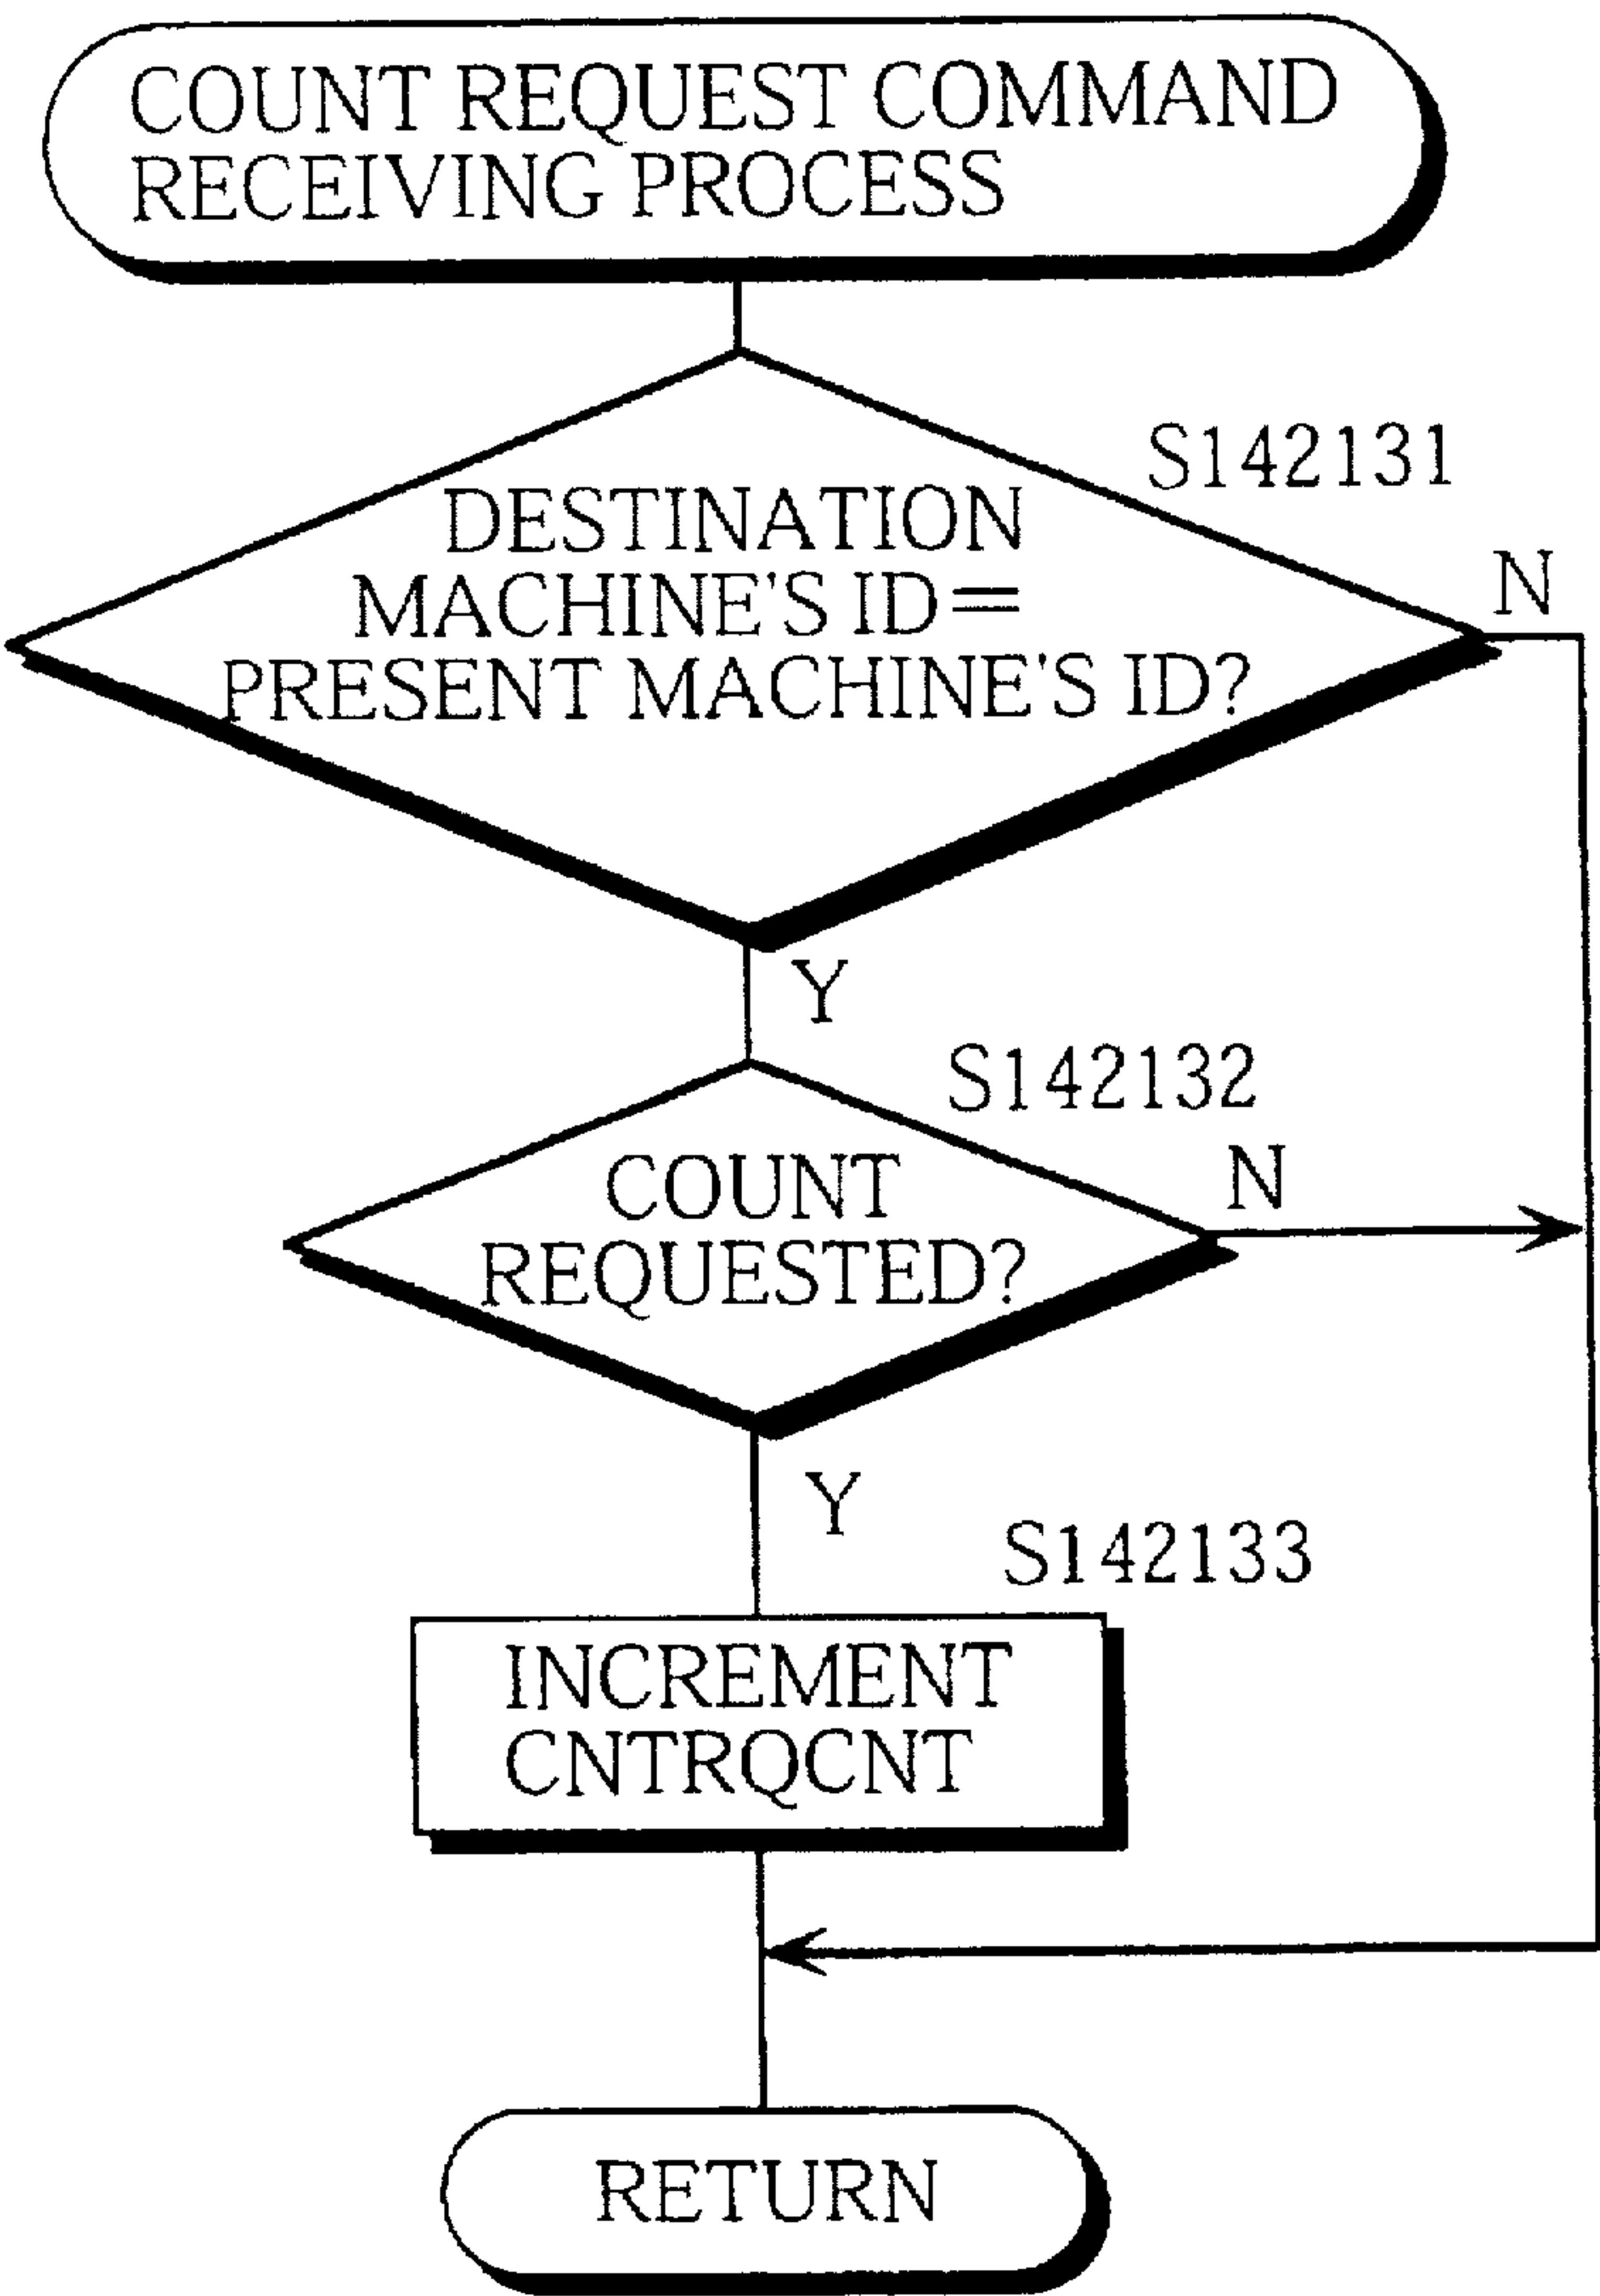 COUNT REQUEST COMMAND
RECEIVING PROCESS
S142131
DESTINATION
MACHINE'S ID=
PRESENT MACHINE'S ID?
N
Y
S142132
COUNT
REQUESTED?
N
Y
S142133
INCREMENT
CNTRQCNT
RETURN